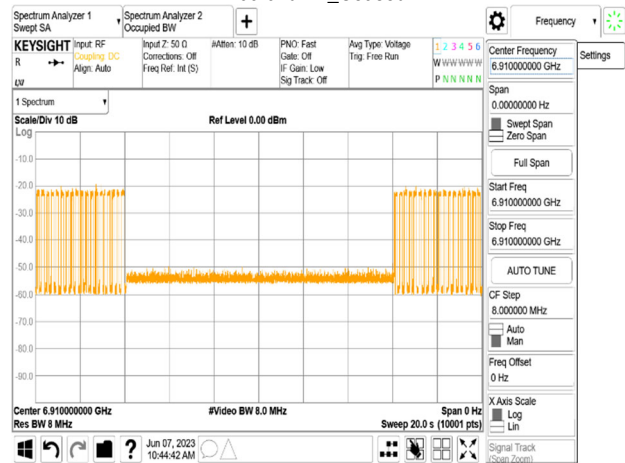 Spectrum Analyzer 1
Swept SA
Spectrum Analyzer 2
Occupied BW
+
Frequency
KEYSIGHT
Input: RF
Coupling: DC
Align: Auto
Input Z: 50 Ω
Corrections: Off
Freq Ref: Int (S)
#Atten: 10 dB
PNO: Fast
Gate: Off
IF Gain: Low
Sig Track: Off
Avg Type: Voltage
Trig: Free Run
1 2 3 4 5 6
W W W W W W
P N N N N N
R
LXI
Center Frequency
6.910000000 GHz
Settings
Span
0.00000000 Hz
Swept Span
Zero Span
Full Span
Start Freq
6.910000000 GHz
Stop Freq
6.910000000 GHz
AUTO TUNE
CF Step
8.000000 MHz
Auto
Man
Freq Offset
0 Hz
X Axis Scale
Log
Lin
Signal Track
(Span Zoom)
1 Spectrum
Scale/Div 10 dB
Ref Level 0.00 dBm
Log
-10.0
-20.0
-30.0
-40.0
-50.0
-60.0
-70.0
-80.0
-90.0
Center 6.910000000 GHz
#Video BW 8.0 MHz
Span 0 Hz
Res BW 8 MHz
Sweep 20.0 s (10001 pts)
?
Jun 07, 2023
10:44:42 AM